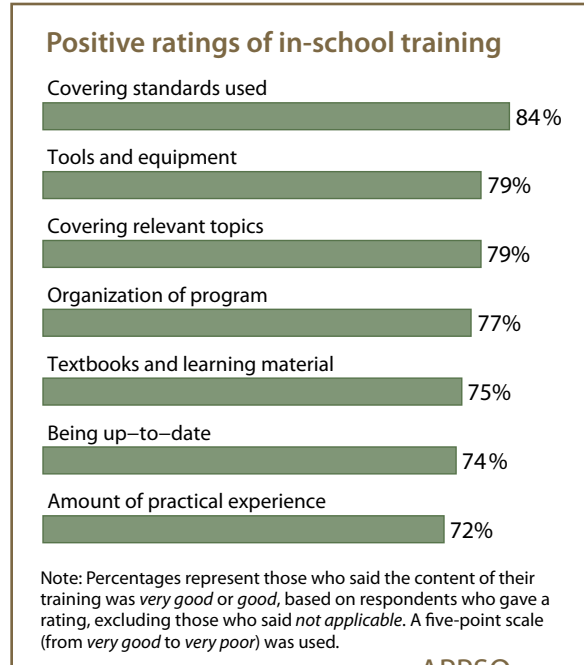 Positive ratings of in-school training
Covering standards used
84%
Tools and equipment
79%
Covering relevant topics
79%
Organization of program
77%
Textbooks and learning material
75%
Being up–to–date
74%
Amount of practical experience
72%
Note: Percentages represent those who said the content of their
training was very good or good, based on respondents who gave a
rating, excluding those who said not applicable. A five-point scale
(from very good to very poor) was used.